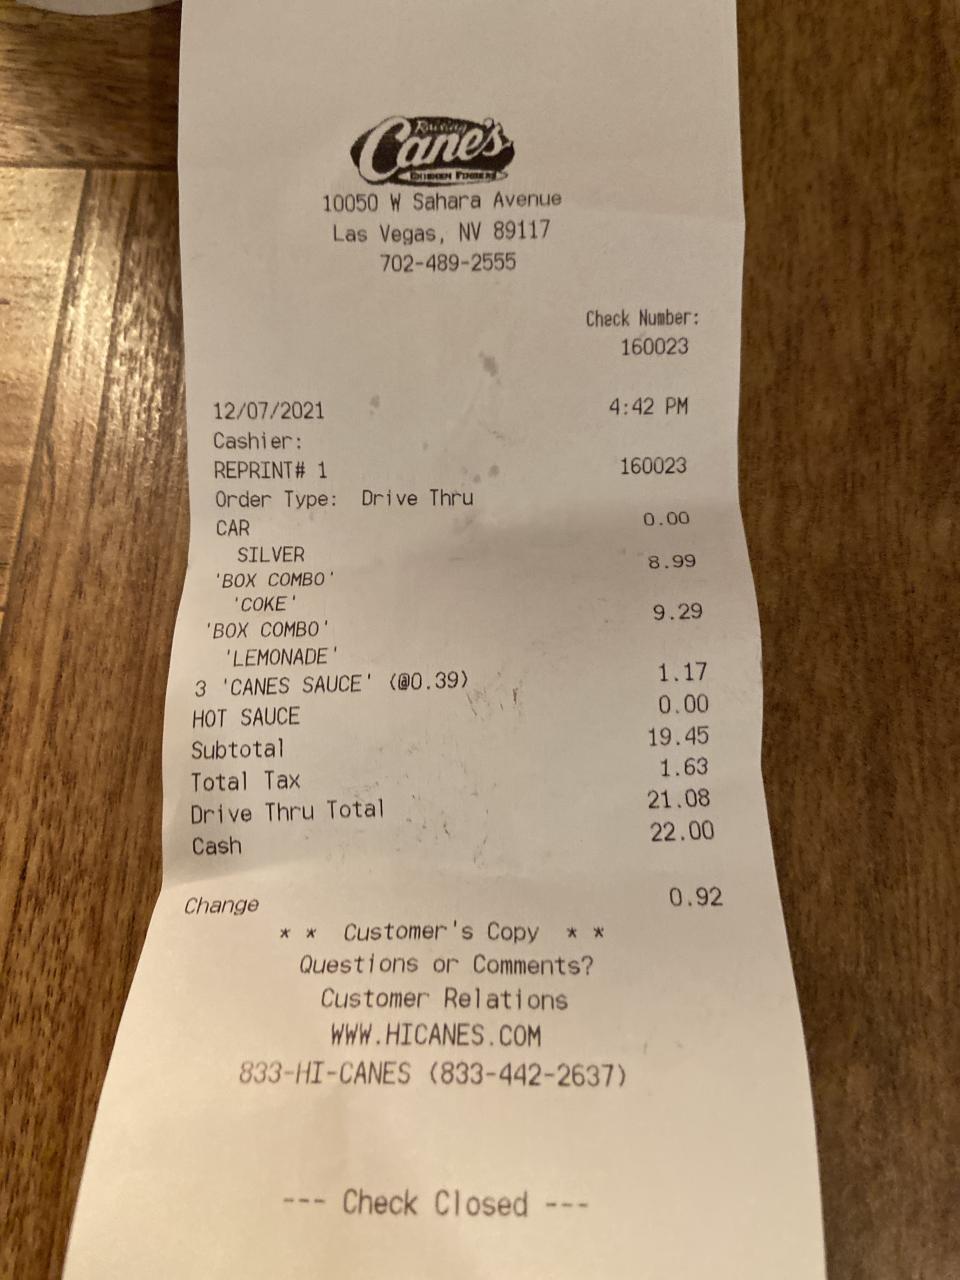 Raising
Cane's
CHICKEN FINGERS
10050 W Sahara Avenue
Las Vegas, NV 89117
702-489-2555
Check Number:
160023
12/07/2021 4:42 PM
Cashier:
REPRINT# 1 160023
Order Type: Drive Thru
CAR 0.00
SILVER
'BOX COMBO' 8.99
'COKE'
'BOX COMBO' 9.29
'LEMONADE'
3 'CANES SAUCE' (@0.39) 1.17
HOT SAUCE 0.00
Subtotal 19.45
Total Tax 1.63
Drive Thru Total 21.08
Cash 22.00
Change 0.92
* * Customer's Copy * *
Questions or Comments?
Customer Relations
WWW.HICANES.COM
833-HI-CANES (833-442-2637)
--- Check Closed ---